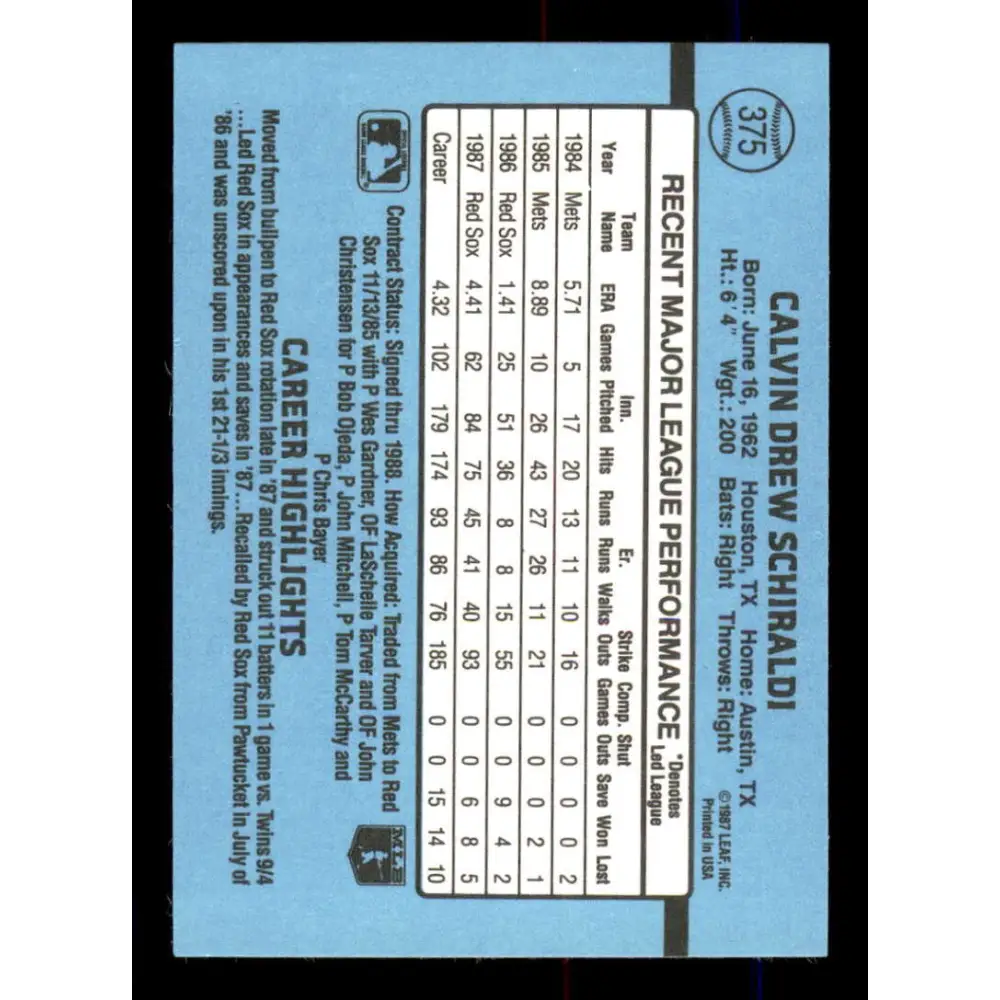 375
CALVIN DREW SCHIRALDI
Born: June 16, 1962 Houston, TX Home: Austin, TX
Ht.: 6'4" Wgt.: 200 Bats: Right Throws: Right
©1987 LEAF, INC.
Printed in USA
RECENT MAJOR LEAGUE PERFORMANCE *Denotes
Led League
Team Inn. Er. Strike Comp. Shut
Year Name ERA Games Pitched Hits Runs Runs Walks Outs Games Outs Save Won Lost
1984 Mets 5.71 5 17 20 13 11 10 16 0 0 0 0 2
1985 Mets 8.89 10 26 43 27 26 11 21 0 0 0 2 1
1986 Red Sox 1.41 25 51 36 8 8 15 55 0 0 9 4 2
1987 Red Sox 4.41 62 84 75 45 41 40 93 0 0 6 8 5
Career 4.32 102 179 174 93 86 76 185 0 0 15 14 10
Contract Status: Signed thru 1988. How Acquired: Traded from Mets to Red
Sox 11/13/85 with P Wes Gardner, OF LaSchelle Tarver and OF John
Christensen for P Bob Ojeda, P John Mitchell, P Tom McCarthy and
P Chris Bayer
MLB
CAREER HIGHLIGHTS
Moved from bullpen to Red Sox rotation late in '87 and struck out 11 batters in 1 game vs. Twins 9/4
...Led Red Sox in appearances and saves in '87...Recalled by Red Sox from Pawtucket in July of
'86 and was unscored upon in his 1st 21-1/3 innings.